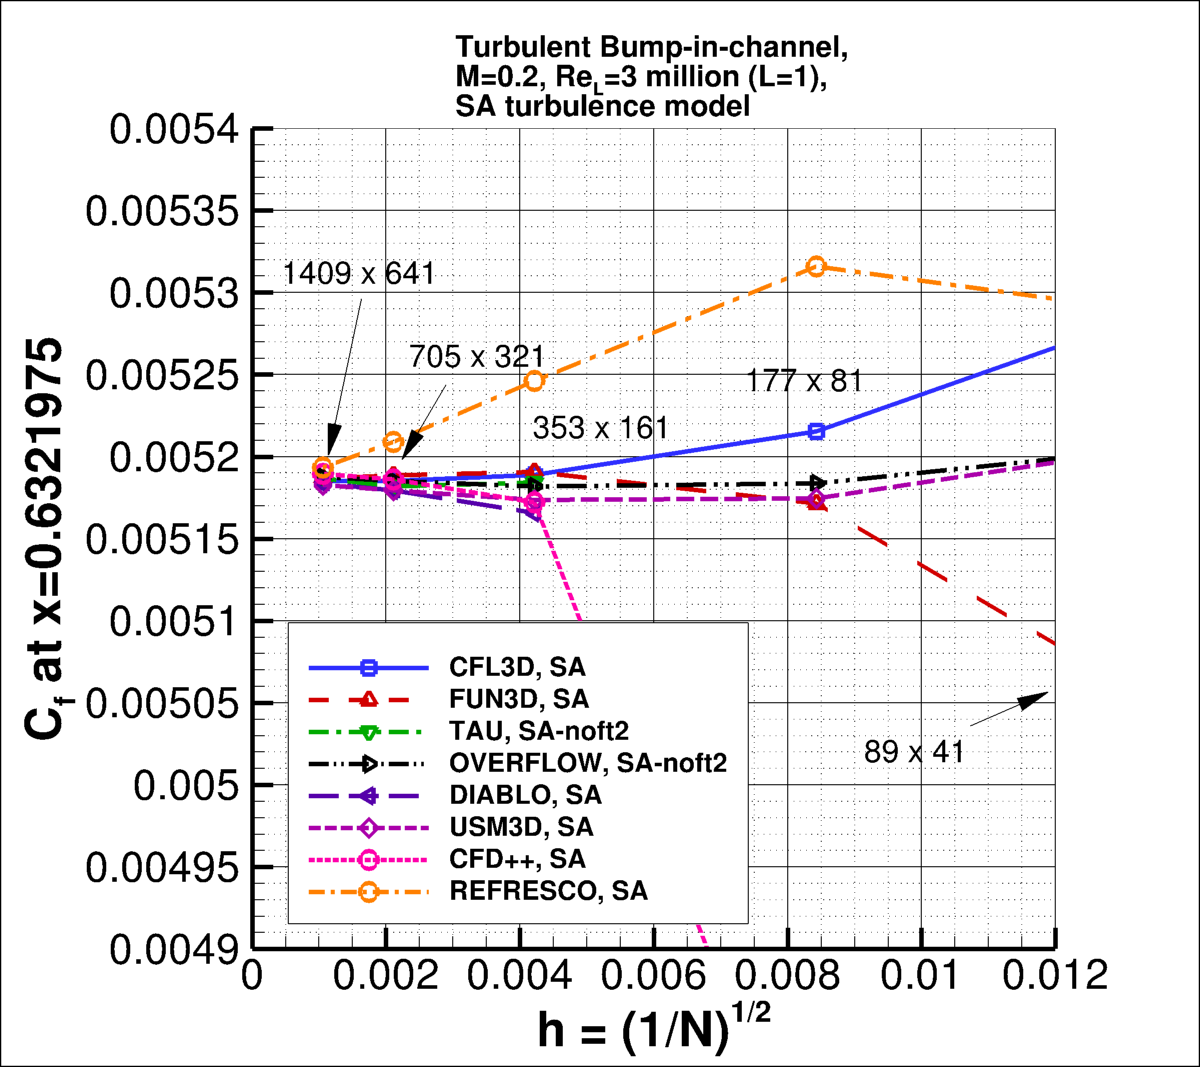 Turbulent Bump-in-channel,
M=0.2, Re_L=3 million (L=1),
SA turbulence model
0.0054
0.00535
0.0053
0.00525
0.0052
0.00515
0.0051
0.00505
0.005
0.00495
0.0049
C_f at x=0.6321975
1409 x 641
705 x 321
353 x 161
177 x 81
89 x 41
CFL3D, SA
FUN3D, SA
TAU, SA-noft2
OVERFLOW, SA-noft2
DIABLO, SA
USM3D, SA
CFD++, SA
REFRESCO, SA
0 0.002 0.004 0.006 0.008 0.01 0.012
h = (1/N)^1/2